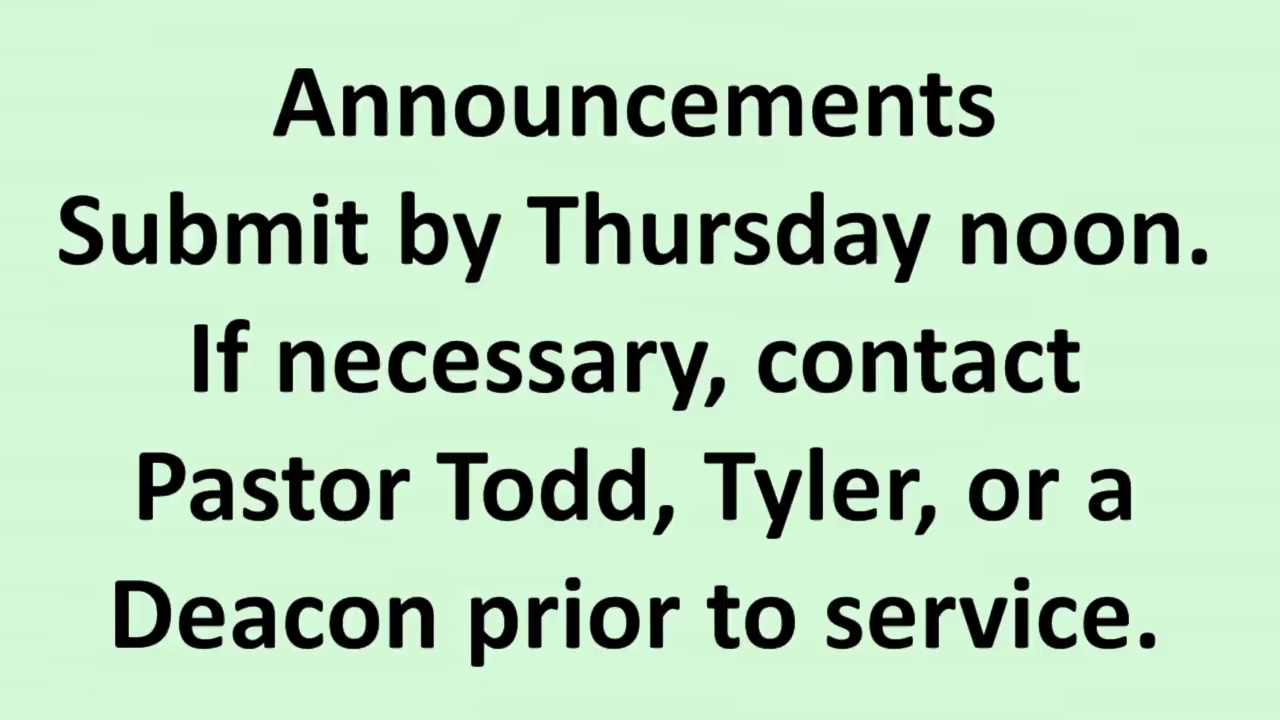 Announcements
Submit by Thursday noon.
If necessary, contact
Pastor Todd, Tyler, or a
Deacon prior to service.